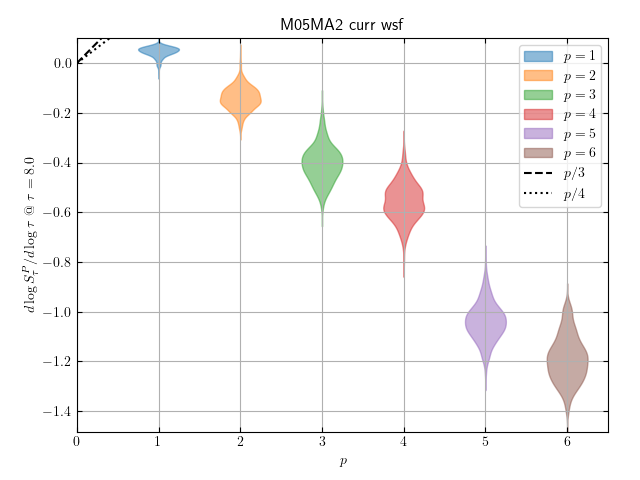 M05MA2 curr wsf
d log S_τ^P / d log τ @ τ = 8.0
0.0
−0.2
−0.4
−0.6
−0.8
−1.0
−1.2
−1.4
p = 1
p = 2
p = 3
p = 4
p = 5
p = 6
p/3
p/4
0 1 2 3 4 5 6
p